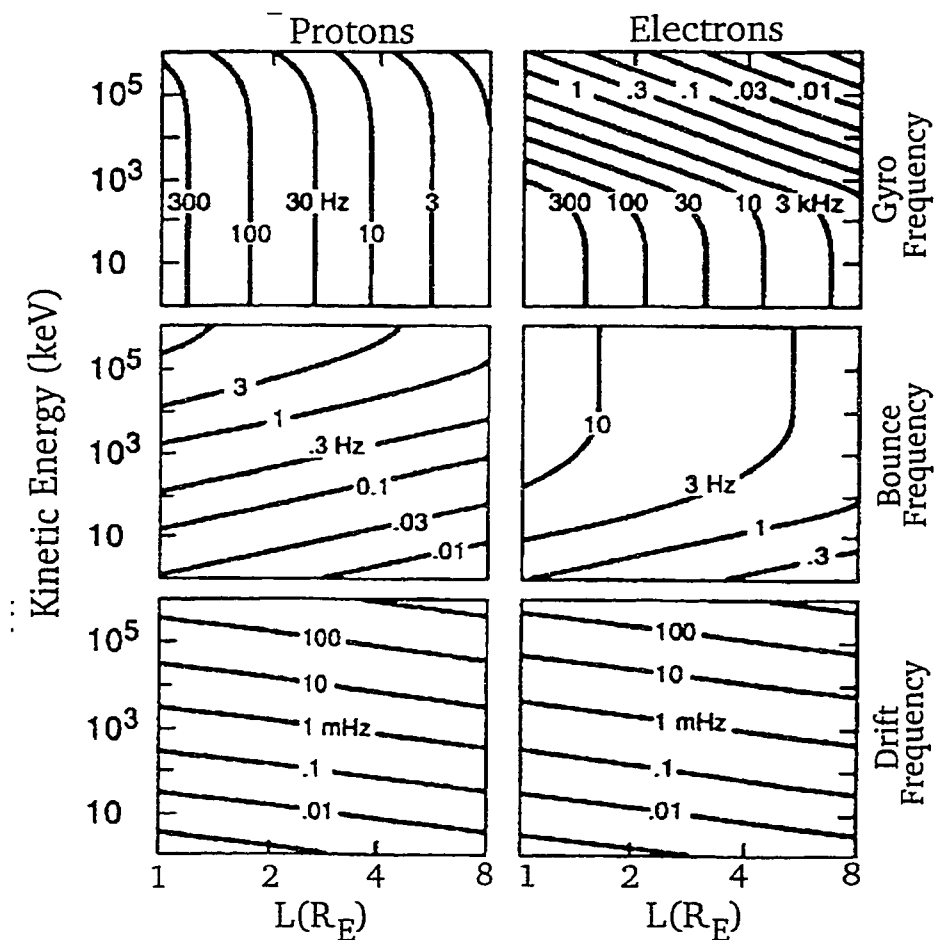 Protons
Electrons
10⁵
10³
10
300
100
30 Hz
10
3
1
.3
.1
.03
.01
300
100
30
10
3 kHz
Gyro
Frequency
Kinetic Energy (keV)
10⁵
10³
10
3
1
.3 Hz
0.1
.03
.01
10
3 Hz
1
.3
Bounce
Frequency
10⁵
10³
10
100
10
1 mHz
.1
.01
100
10
1 mHz
.1
.01
Drift
Frequency
1 2 4 8
1 2 4 8
L(R_E)
L(R_E)